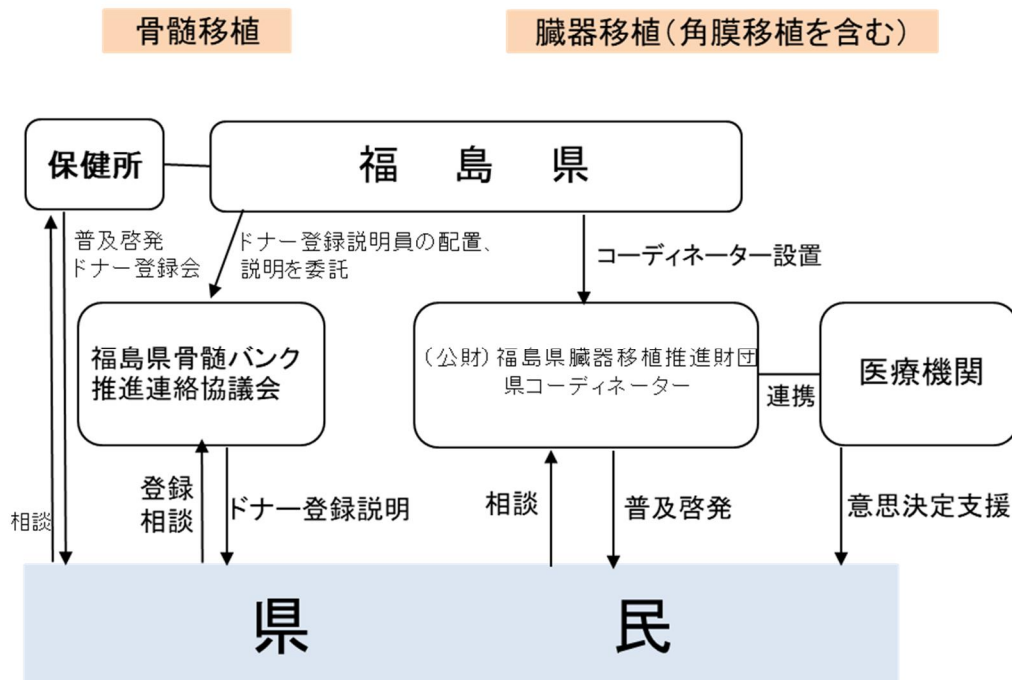 骨髄移植
臓器移植（角膜移植を含む）
保健所
福島県
普及啓発
ドナー登録会
ドナー登録説明員の配置、
説明を委託
コーディネーター設置
福島県骨髄バンク
推進連絡協議会
（公財）福島県臓器移植推進財団
県コーディネーター
連携
医療機関
相談
登録
相談
ドナー登録説明
相談
普及啓発
意思決定支援
県民